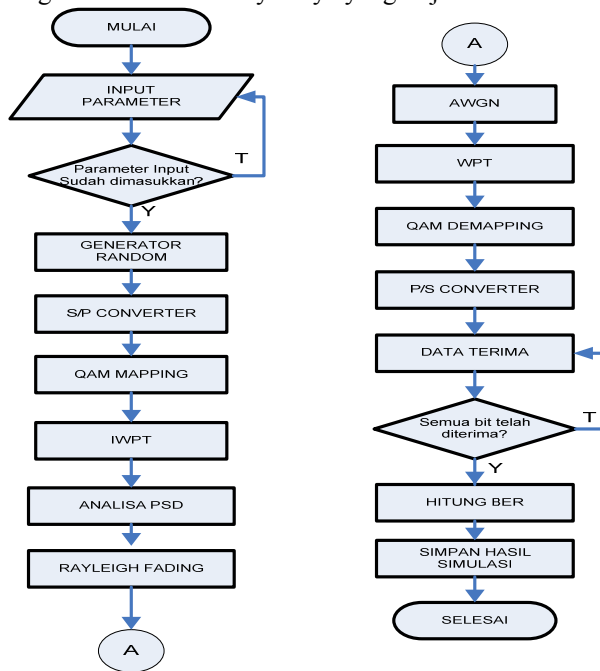 MULAI
INPUT
PARAMETER
Parameter Input
Sudah dimasukkan?
T
Y
GENERATOR
RANDOM
S/P CONVERTER
QAM MAPPING
IWPT
ANALISA PSD
RAYLEIGH FADING
A
A
AWGN
WPT
QAM DEMAPPING
P/S CONVERTER
DATA TERIMA
Semua bit telah
diterima?
T
Y
HITUNG BER
SIMPAN HASIL
SIMULASI
SELESAI